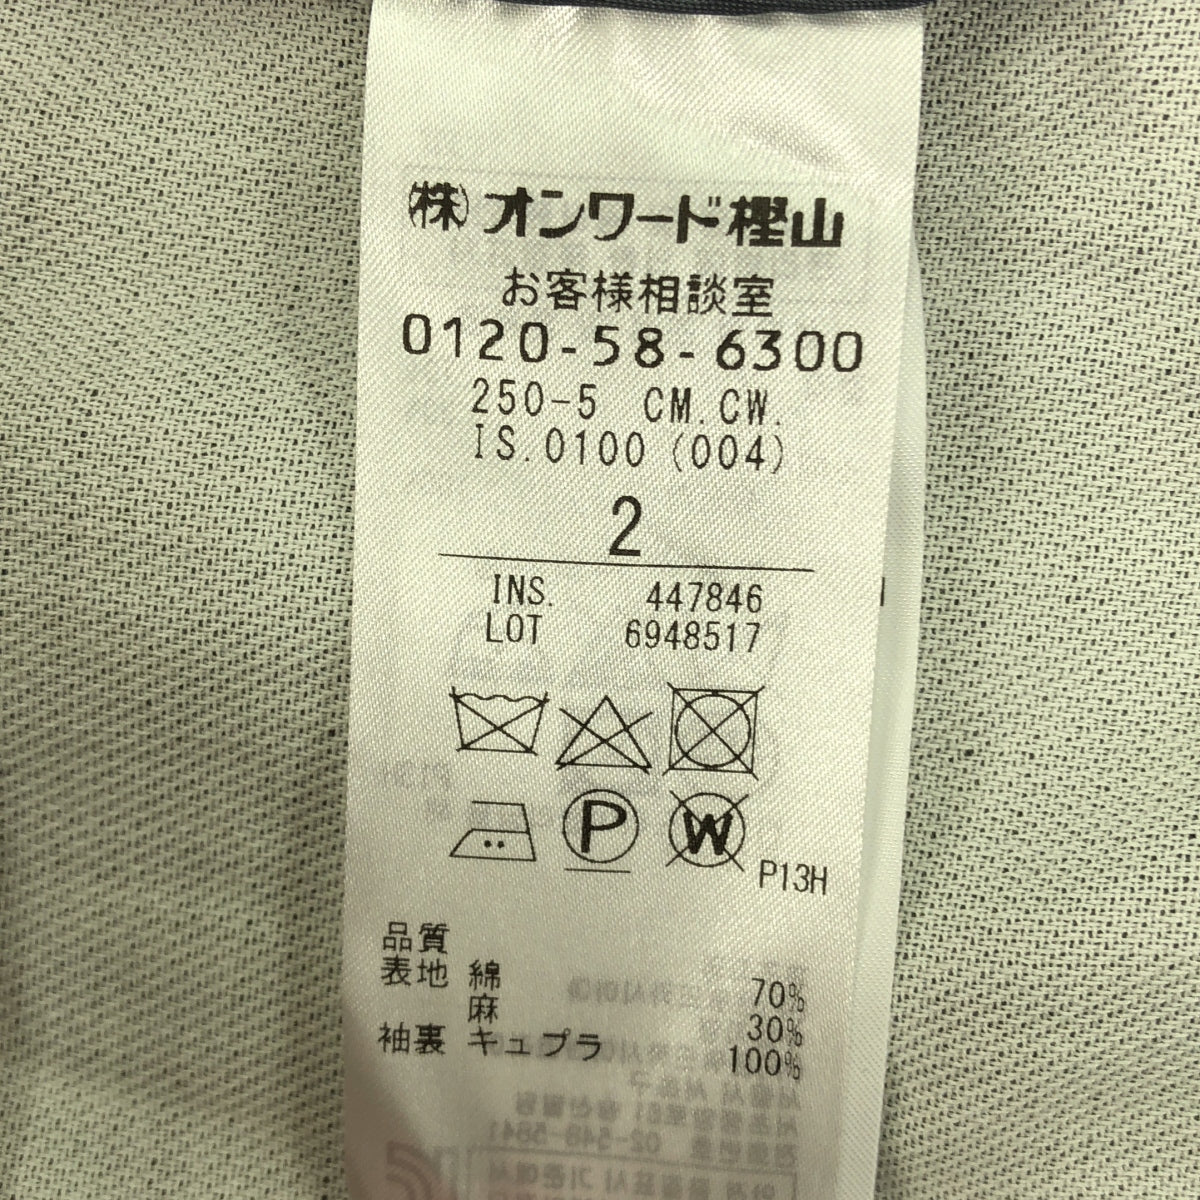 (株)オンワード樫山
お客様相談室
0120-58-6300
250-5 CM.CW.
IS.0100(004)
2
INS. 447846
LOT 6948517
P W
P13H
品質
表地 綿 70%
麻 30%
袖裏 キュプラ 100%